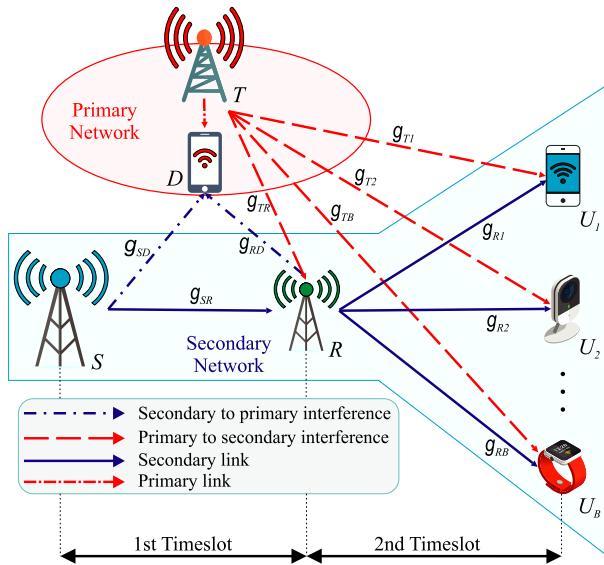 T
Primary
Network
D
g_T1
g_T2
g_TR
g_TB
U_1
g_SD
g_RD
g_R1
g_SR
g_R2
Secondary
Network
S
R
U_2
g_RB
Secondary to primary interference
Primary to secondary interference
Secondary link
Primary link
U_B
1st Timeslot
2nd Timeslot